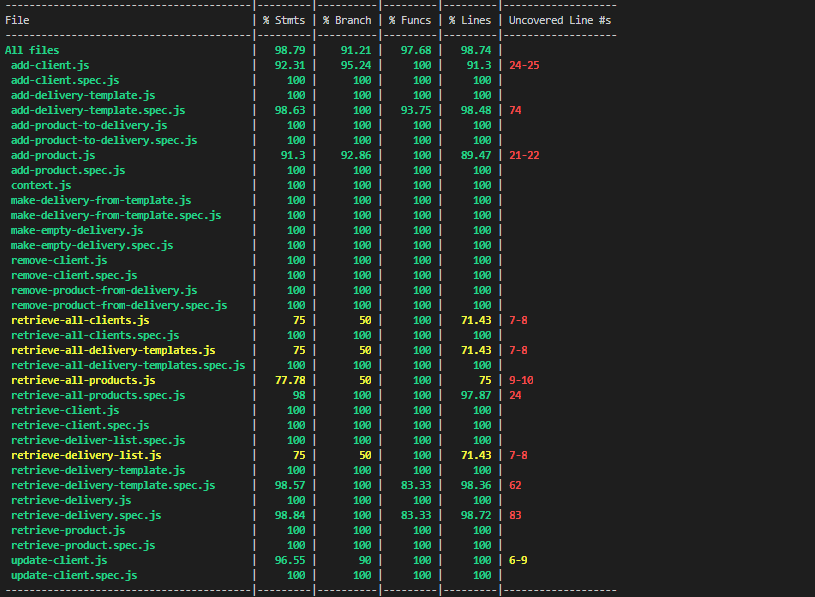 -----------------------------------------|---------|----------|---------|---------|-------------------
File                                     | % Stmts | % Branch | % Funcs | % Lines | Uncovered Line #s
-----------------------------------------|---------|----------|---------|---------|-------------------
All files                                |   98.79 |    91.21 |   97.68 |   98.74 |
 add-client.js                           |   92.31 |    95.24 |     100 |    91.3 | 24-25
 add-client.spec.js                      |     100 |      100 |     100 |     100 |
 add-delivery-template.js                |     100 |      100 |     100 |     100 |
 add-delivery-template.spec.js           |   98.63 |      100 |   93.75 |   98.48 | 74
 add-product-to-delivery.js              |     100 |      100 |     100 |     100 |
 add-product-to-delivery.spec.js         |     100 |      100 |     100 |     100 |
 add-product.js                          |    91.3 |    92.86 |     100 |   89.47 | 21-22
 add-product.spec.js                     |     100 |      100 |     100 |     100 |
 context.js                              |     100 |      100 |     100 |     100 |
 make-delivery-from-template.js          |     100 |      100 |     100 |     100 |
 make-delivery-from-template.spec.js     |     100 |      100 |     100 |     100 |
 make-empty-delivery.js                  |     100 |      100 |     100 |     100 |
 make-empty-delivery.spec.js             |     100 |      100 |     100 |     100 |
 remove-client.js                        |     100 |      100 |     100 |     100 |
 remove-client.spec.js                   |     100 |      100 |     100 |     100 |
 remove-product-from-delivery.js         |     100 |      100 |     100 |     100 |
 remove-product-from-delivery.spec.js    |     100 |      100 |     100 |     100 |
 retrieve-all-clients.js                 |      75 |       50 |     100 |   71.43 | 7-8
 retrieve-all-clients.spec.js            |     100 |      100 |     100 |     100 |
 retrieve-all-delivery-templates.js      |      75 |       50 |     100 |   71.43 | 7-8
 retrieve-all-delivery-templates.spec.js |     100 |      100 |     100 |     100 |
 retrieve-all-products.js                |   77.78 |       50 |     100 |      75 | 9-10
 retrieve-all-products.spec.js           |      98 |      100 |     100 |   97.87 | 24
 retrieve-client.js                      |     100 |      100 |     100 |     100 |
 retrieve-client.spec.js                 |     100 |      100 |     100 |     100 |
 retrieve-deliver-list.spec.js           |     100 |      100 |     100 |     100 |
 retrieve-delivery-list.js               |      75 |       50 |     100 |   71.43 | 7-8
 retrieve-delivery-template.js           |     100 |      100 |     100 |     100 |
 retrieve-delivery-template.spec.js      |   98.57 |      100 |   83.33 |   98.36 | 62
 retrieve-delivery.js                    |     100 |      100 |     100 |     100 |
 retrieve-delivery.spec.js               |   98.84 |      100 |   83.33 |   98.72 | 83
 retrieve-product.js                     |     100 |      100 |     100 |     100 |
 retrieve-product.spec.js                |     100 |      100 |     100 |     100 |
 update-client.js                        |   96.55 |       90 |     100 |     100 | 6-9
 update-client.spec.js                   |     100 |      100 |     100 |     100 |
-----------------------------------------|---------|----------|---------|---------|-------------------